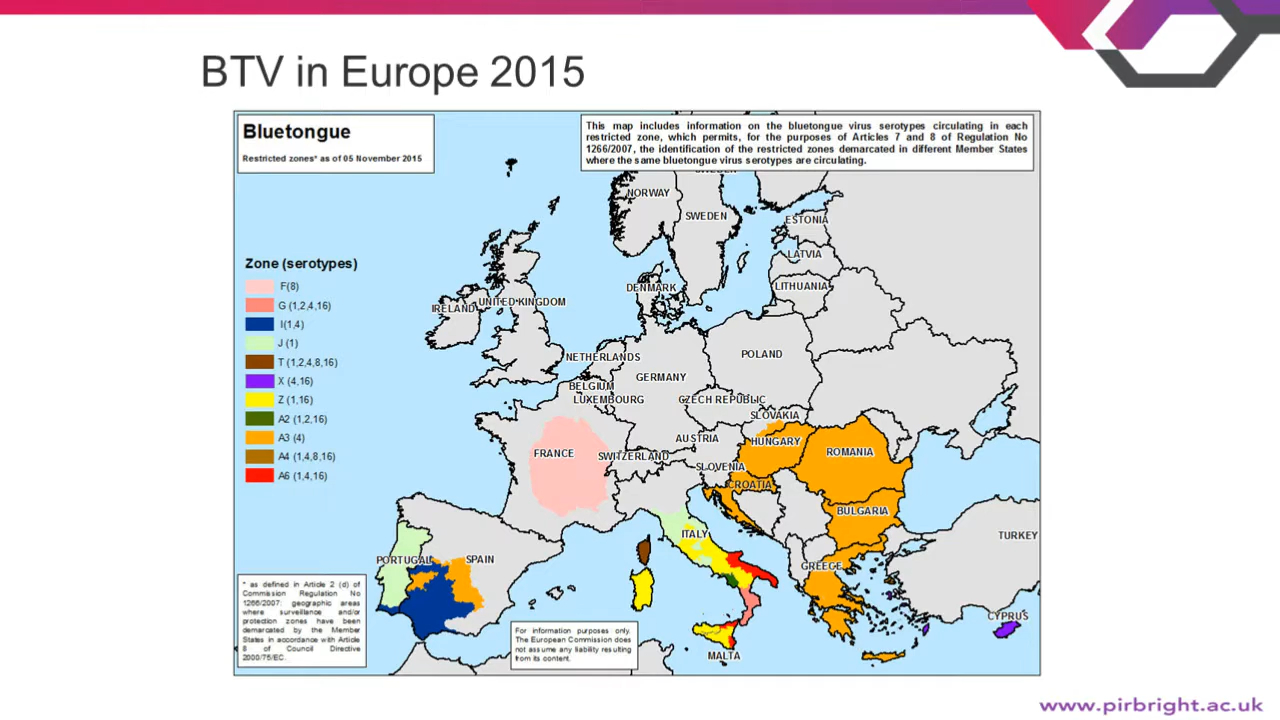 BTV in Europe 2015
Bluetongue
Restricted zones* as of 05 November 2015
This map includes information on the bluetongue virus serotypes circulating in each
restricted zone, which permits, for the purposes of Articles 7 and 8 of Regulation No
1266/2007, the identification of the restricted zones demarcated in different Member States
where the same bluetongue virus serotypes are circulating.
Zone (serotypes)
F(8)
G (1,2,4,16)
I(1,4)
J (1)
T (1,2,4,8,16)
X (4,16)
Z (1,16)
A2 (1,2,16)
A3 (4)
A4 (1,4,8,16)
A6 (1,4,16)
NORWAY
SWEDEN
ESTONIA
LATVIA
LITHUANIA
DENMARK
IRELAND
UNITED KINGDOM
NETHERLANDS
POLAND
GERMANY
BELGIUM
LUXEMBOURG
CZECH REPUBLIC
SLOVAKIA
AUSTRIA
HUNGARY
FRANCE
SWITZERLAND
ROMANIA
SLOVENIA
CROATIA
BULGARIA
ITALY
TURKEY
PORTUGAL
SPAIN
GREECE
CYPRUS
MALTA
* as defined in Article 2 (d) of
Commission Regulation No
1266/2007: geographic areas
where surveillance and/or
protection zones have been
demarcated by the Member
States in accordance with Article
8 of Council Directive
2000/75/EC.
For information purposes only.
The European Commission does
not assume any liability resulting
from its content.
www.pirbright.ac.uk